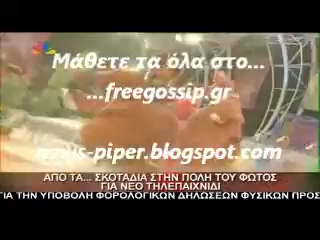 Μάθετε τα όλα στο...
...freegossip.gr
news-piper.blogspot.com
ΑΠΟ ΤΑ... ΣΚΟΤΑΔΙΑ ΣΤΗΝ ΠΟΛΗ ΤΟΥ ΦΩΤΟΣ
ΓΙΑ ΝΕΟ ΤΗΛΕΠΑΙΧΝΙΔΙ
ΓΙΑ ΤΗΝ ΥΠΟΒΟΛΗ ΦΟΡΟΛΟΓΙΚΩΝ ΔΗΛΩΣΕΩΝ ΦΥΣΙΚΩΝ ΠΡΟΣ